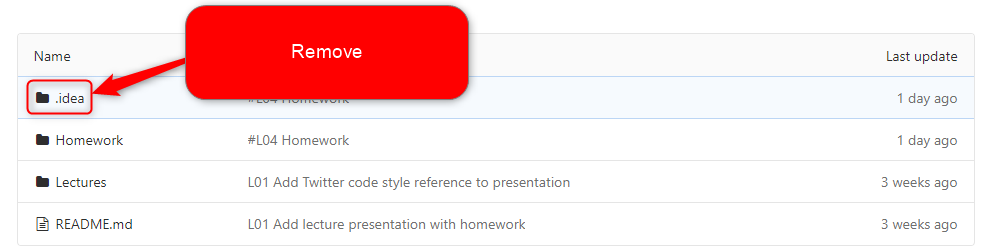 Remove
Name Last update
.idea #L04 Homework 1 day ago
Homework #L04 Homework 1 day ago
Lectures L01 Add Twitter code style reference to presentation 3 weeks ago
README.md L01 Add lecture presentation with homework 3 weeks ago